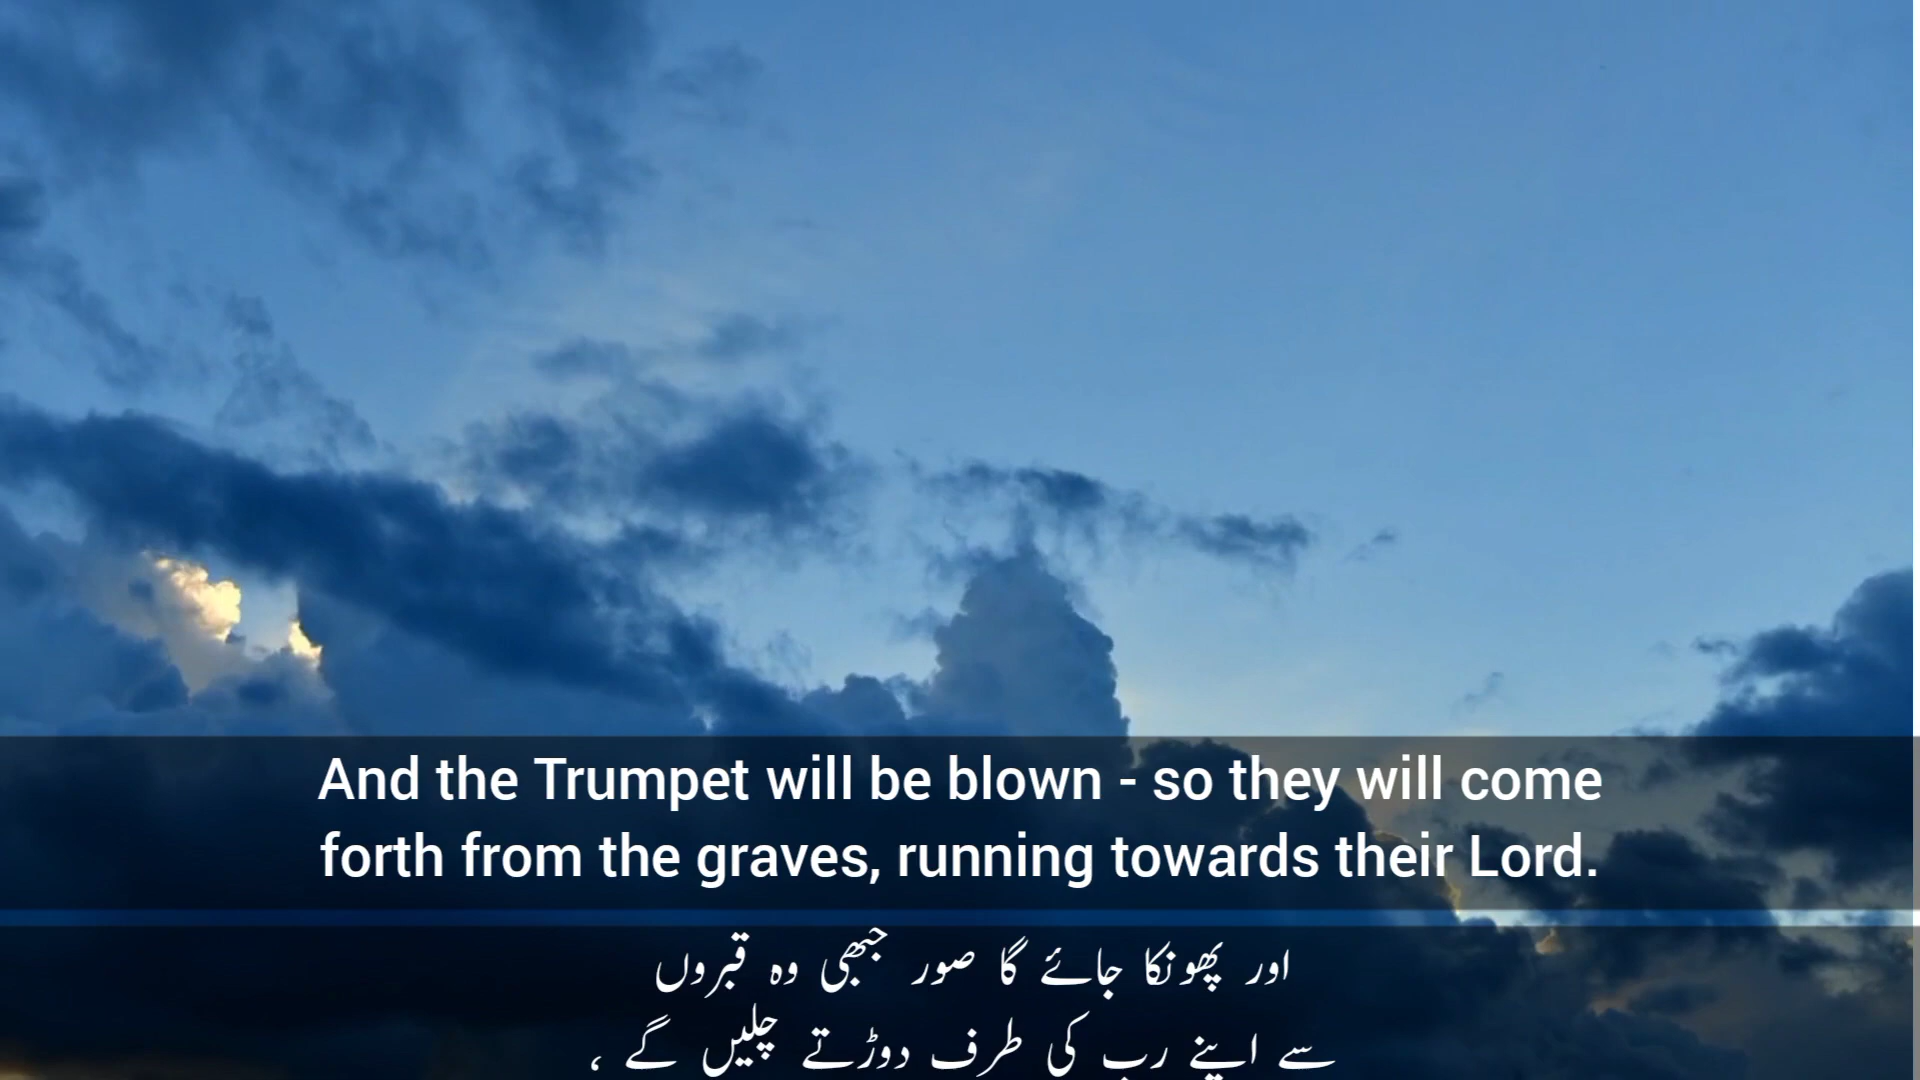 And the Trumpet will be blown - so they will come
forth from the graves, running towards their Lord.
اور پھونکا جائے گا صور جبھی وہ قبروں
سے اپنے رب کی طرف دوڑتے چلیں گے ،